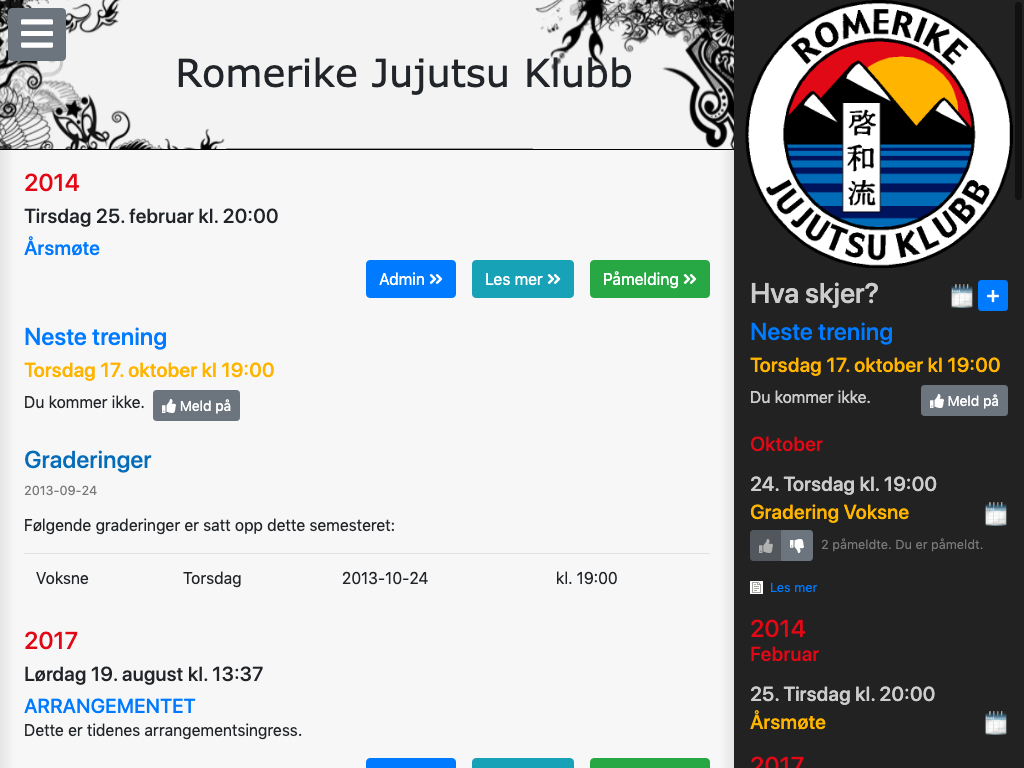 Romerike Jujutsu Klubb
2014
Tirsdag 25. februar kl. 20:00
Årsmøte
Admin »
Les mer »
Påmelding »
Neste trening
Torsdag 17. oktober kl 19:00
Du kommer ikke.
Meld på
Graderinger
2013-09-24
Følgende graderinger er satt opp dette semesteret:
Voksne Torsdag 2013-10-24 kl. 19:00
2017
Lørdag 19. august kl. 13:37
ARRANGEMENTET
Dette er tidenes arrangementsingress.
ROMERIKE
啓和流
JUJUTSU KLUBB
Hva skjer?
+
Neste trening
Torsdag 17. oktober kl 19:00
Du kommer ikke.
Meld på
Oktober
24. Torsdag kl. 19:00
Gradering Voksne
2 påmeldte. Du er påmeldt.
Les mer
2014
Februar
25. Tirsdag kl. 20:00
Årsmøte
2017